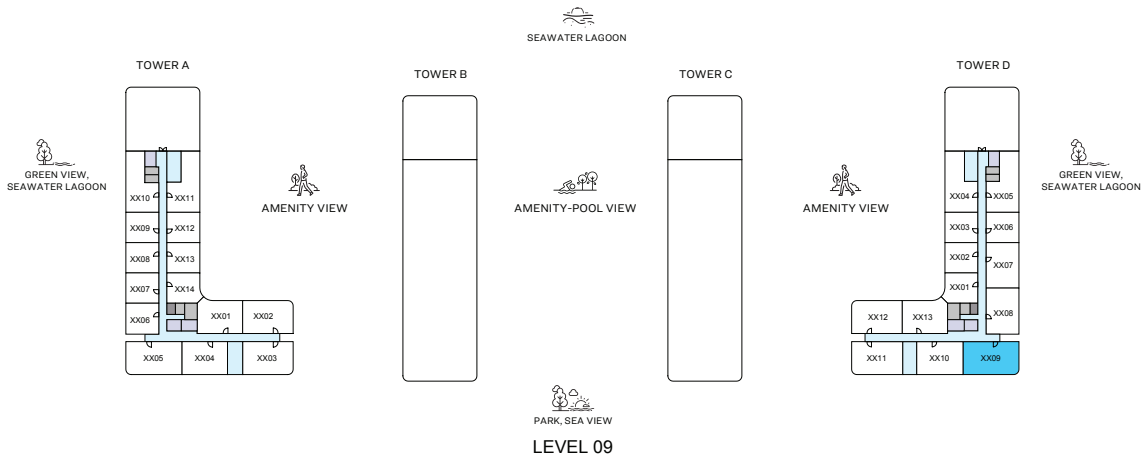 SEAWATER LAGOON
TOWER A
TOWER B
TOWER C
TOWER D
GREEN VIEW,
SEAWATER LAGOON
AMENITY VIEW
AMENITY-POOL VIEW
AMENITY VIEW
GREEN VIEW,
SEAWATER LAGOON
XX10 XX11
XX09 XX12
XX08 XX13
XX07 XX14
XX06 XX01 XX02
XX05 XX04 XX03
XX04 XX05
XX03 XX06
XX02 XX07
XX01
XX12 XX13 XX08
XX11 XX10 XX09
PARK, SEA VIEW
LEVEL 09